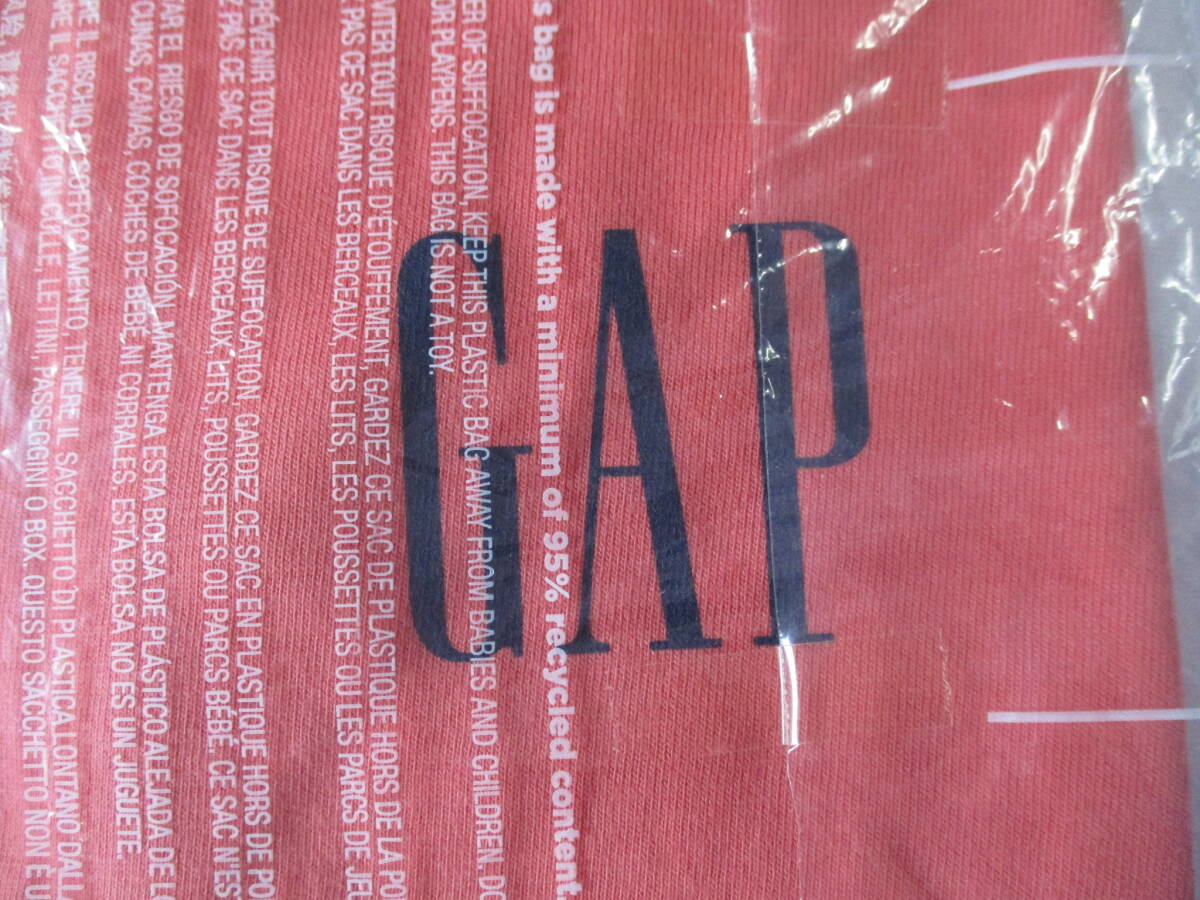 GAP
s bag is made with a minimum of 95% recycled content.
ER OF SUFFOCATION, KEEP THIS PLASTIC BAG AWAY FROM BABIES AND CHILDREN. DO
OR PLAYPENS. THIS BAG IS NOT A TOY.
VITER TOUT RISQUE D'ÉTOUFFEMENT, GARDEZ CE SAC DE PLASTIQUE HORS DE LA POR
PAS CE SAC DANS LES BERCEAUX, LES LITS, LES POUSSETTES OU LES PARCS DE JEU
RÉVENIR TOUT RISQUE DE SUFFOCATION, GARDEZ CE SAC EN PLASTIQUE HORS DE PO
Z PAS CE SAC DANS LES BERCEAUX, LITS, POUSSETTES OU PARCS BÉBÉ. CE SAC N'ES
AR EL RIESGO DE SOFOCACIÓN, MANTENGA ESTA BOLSA DE PLÁSTICO ALEJADA DE L
CUNAS, CAMAS, COCHES DE BEBÉ, NI CORRALES. ESTA BOLSA NO ES UN JUGUETE.
RE IL RISCHIO SOFFOCAMENTO, TENERE IL SACCHETTO DI PLASTICA LONTANO DALL
RE IL SACCHETTO IN CULLE, LETTINI, PASSEGGINI O BOX. QUESTO SACCHETTO NON È U